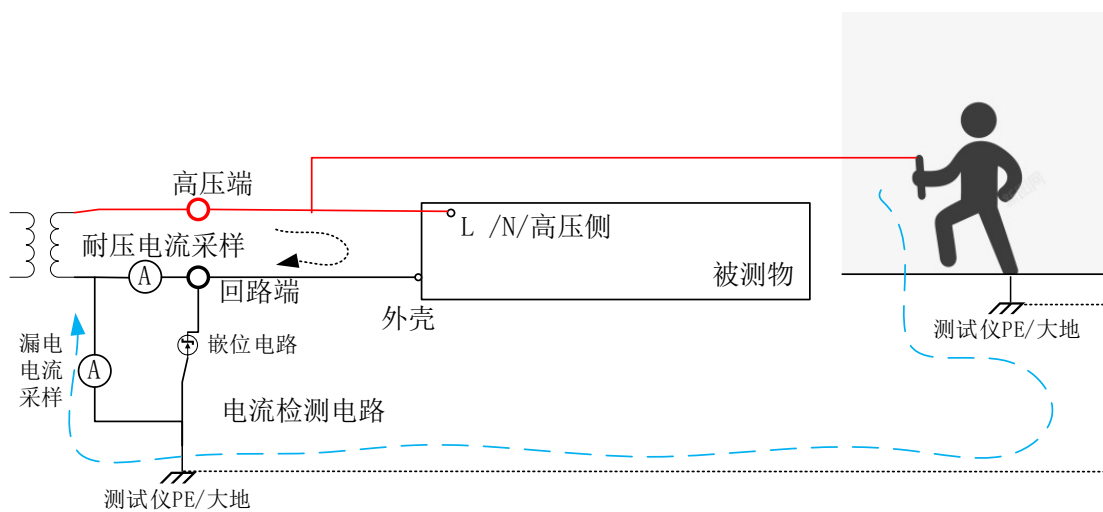 高压端
耐压电流采样
A
回路端
L /N/高压侧
被测物
外壳
漏电
电流
采样
A
嵌位电路
电流检测电路
测试仪PE/大地
测试仪PE/大地